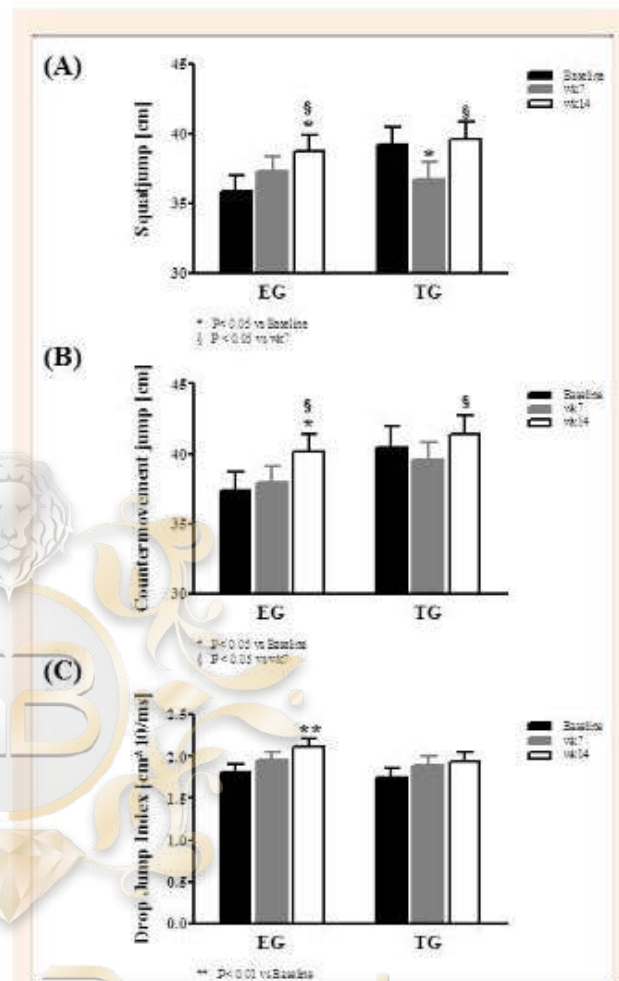 (A)
Squatjump [cm]
45
40
35
30
§
*
*
§
EG
TG
Baseline
wk7
wk14
* P< 0.05 vs Baseline
§ P < 0.05 vs wk7
(B)
Countermovement jump [cm]
45
40
35
30
§
*
§
EG
TG
Baseline
wk7
wk14
* P < 0.05 vs Baseline
§ P < 0.05 vs wk7
(C)
Drop Jump Index [cm* 10/ms]
2.5
2.0
1.5
1.0
0.5
0.0
**
EG
TG
Baseline
wk7
wk14
** P< 0.01 vs Baseline